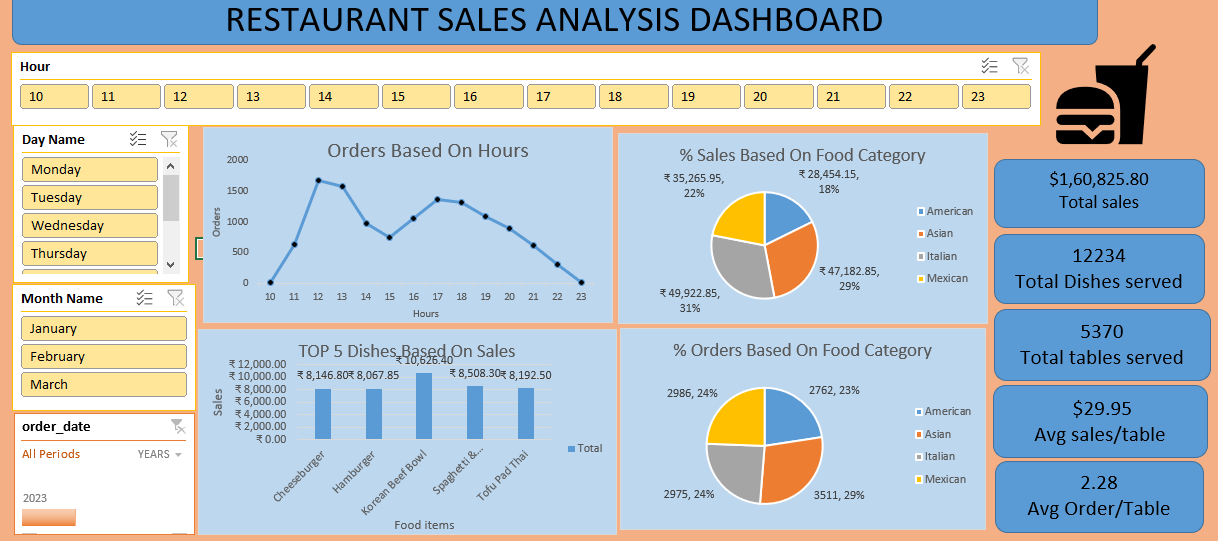 RESTAURANT SALES ANALYSIS DASHBOARD
Hour
10 11 12 13 14 15 16 17 18 19 20 21 22 23
Day Name
Monday
Tuesday
Wednesday
Thursday
Month Name
January
February
March
order_date
All Periods YEARS
2023
Orders Based On Hours
Orders
2000
1500
1000
500
0
10 11 12 13 14 15 16 17 18 19 20 21 22 23
Hours
% Sales Based On Food Category
₹ 35,265.95,
22%
₹ 28,454.15,
18%
₹ 47,182.85,
29%
₹ 49,922.85,
31%
American
Asian
Italian
Mexican
TOP 5 Dishes Based On Sales
Sales
₹ 12,000.00
₹ 10,000.00
₹ 8,000.00
₹ 6,000.00
₹ 4,000.00
₹ 2,000.00
₹ 0.00
₹ 8,146.80 ₹ 8,067.85 ₹ 10,626.40 ₹ 8,508.30 ₹ 8,192.50
Cheeseburger
Hamburger
Korean Beef Bowl
Spaghetti &...
Tofu Pad Thai
Food items
Total
% Orders Based On Food Category
2986, 24%
2762, 23%
2975, 24%
3511, 29%
American
Asian
Italian
Mexican
$1,60,825.80
Total sales
12234
Total Dishes served
5370
Total tables served
$29.95
Avg sales/table
2.28
Avg Order/Table